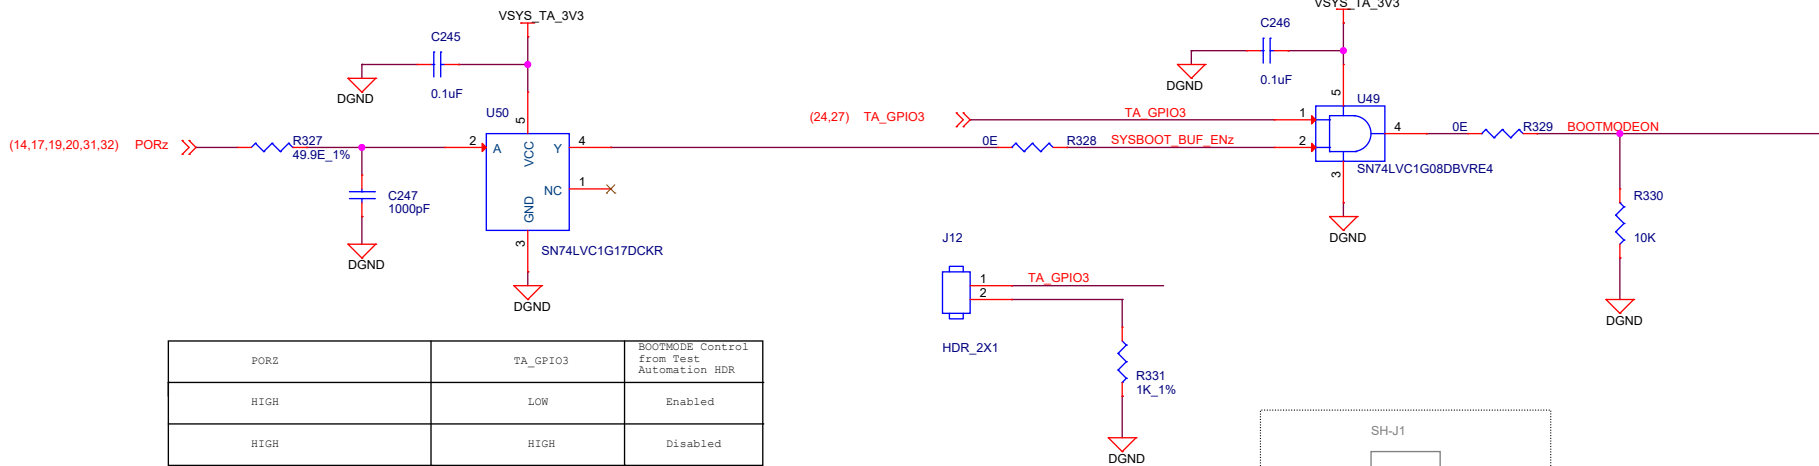 VSYS_TA_3V3
VSYS_TA_3V3
C245
C246
0.1uF
DGND
0.1uF
DGND
U50
5
U49
5
(24,27) TA_GPIO3
TA_GPIO3
1
(14,17,19,20,31,32) PORz
R327
49.9E_1%
2
A
VCC
Y
4
0E
R328
SYSBOOT_BUF_ENz
2
4
0E
R329
BOOTMODEON
SN74LVC1G08DBVRE4
3
NC
1
GND
C247
1000pF
R330
10K
3
SN74LVC1G17DCKR
DGND
DGND
DGND
J12
1
TA_GPIO3
2
DGND
HDR_2X1
R331
1K_1%
DGND
PORZ
TA_GPIO3
BOOTMODE Control
from Test
Automation HDR
HIGH
LOW
Enabled
HIGH
HIGH
Disabled
SH-J1